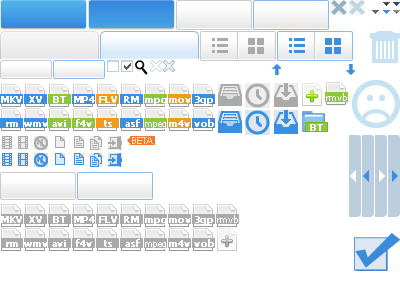 MKV XV BT MP4 FLV RM mpg mov 3gp rmvb
rm wmv avi f4v ts asf mpeg m4v vob BT
BETA
MKV XV BT MP4 FLV RM mpg mov 3gp rmvb
rm wmv avi f4v ts asf mpeg m4v vob